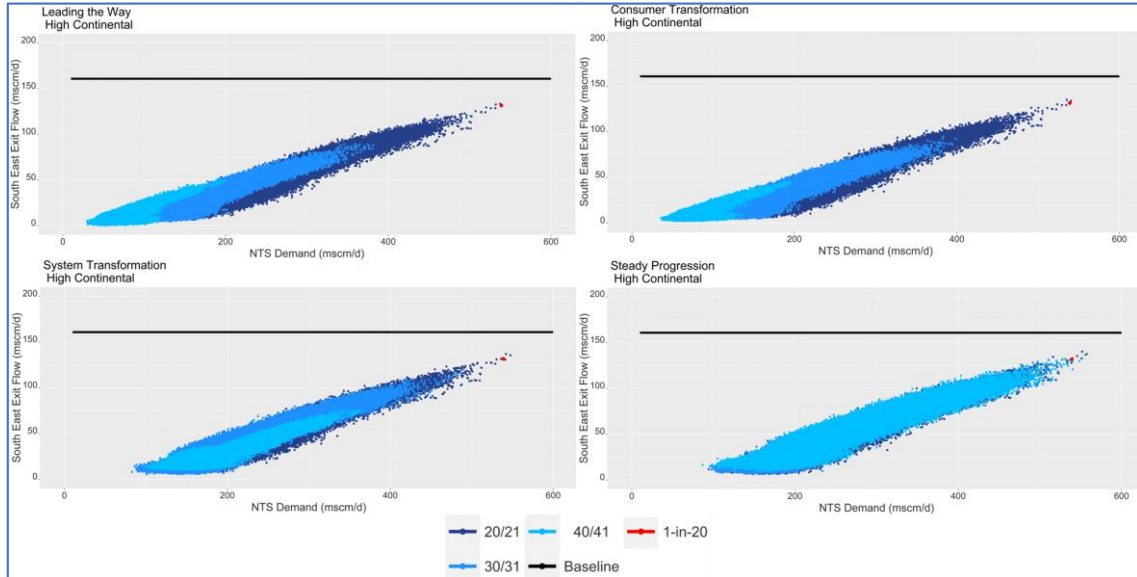 Leading the Way
High Continental
200.
150.
100.
50.
0.
South East Exit Flow (mscm/d)
0
200
400
600
NTS Demand (mscm/d)
Consumer Transformation
High Continental
200.
150.
100.
50.
0.
South East Exit Flow (mscm/d)
0
200
400
600
NTS Demand (mscm/d)
System Transformation
High Continental
200.
150.
100.
50.
0.
South East Exit Flow (mscm/d)
0
200
400
600
NTS Demand (mscm/d)
Steady Progression
High Continental
200.
150.
100.
50.
0.
South East Exit Flow (mscm/d)
0
200
400
600
NTS Demand (mscm/d)
20/21 40/41 1-in-20
30/31 Baseline